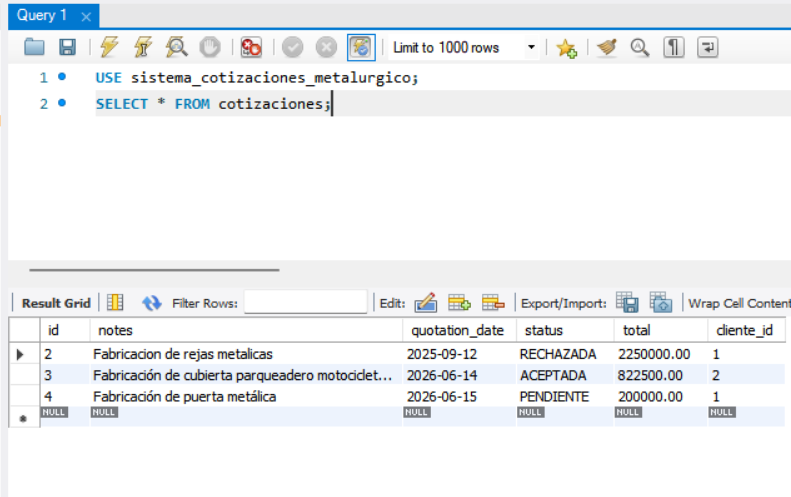 Query 1
Limit to 1000 rows
1 USE sistema_cotizaciones_metalurgico;
2 SELECT * FROM cotizaciones;
Result Grid Filter Rows: Edit: Export/Import: Wrap Cell Content
id notes quotation_date status total cliente_id
2 Fabricacion de rejas metalicas 2025-09-12 RECHAZADA 2250000.00 1
3 Fabricación de cubierta parqueadero motociclet... 2026-06-14 ACEPTADA 822500.00 2
4 Fabricación de puerta metálica 2026-06-15 PENDIENTE 200000.00 1
NULL NULL NULL NULL NULL NULL